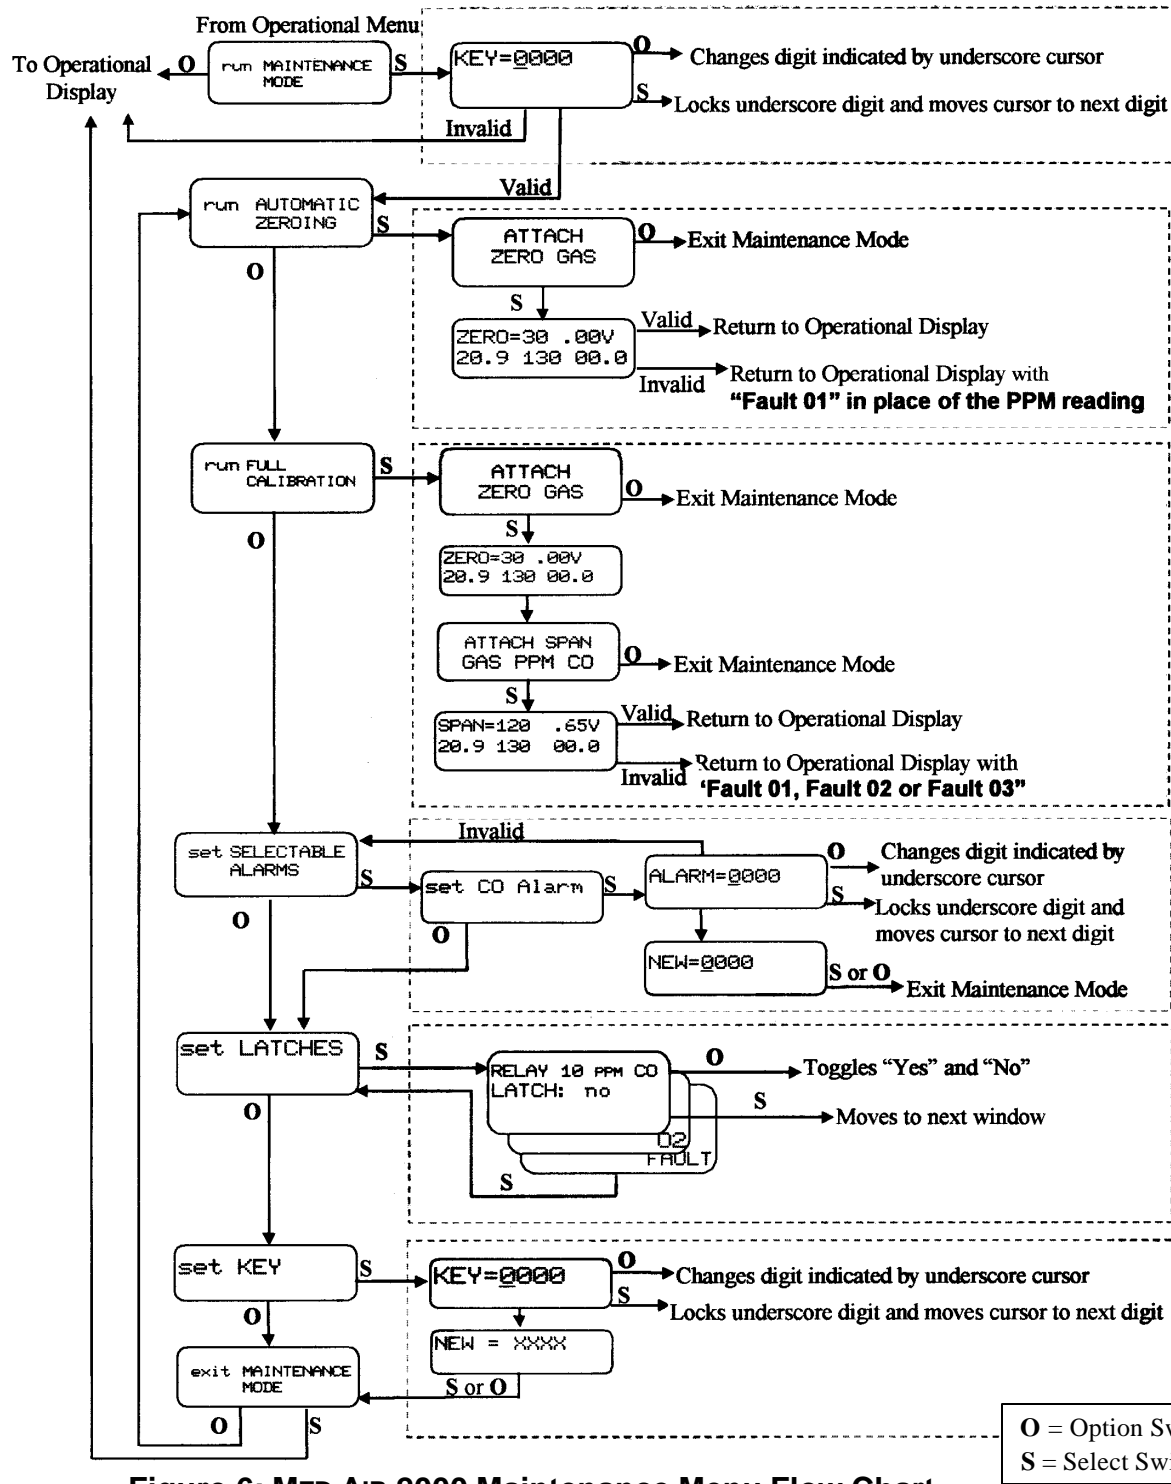 From Operational Menu
To Operational
Display
O
run MAINTENANCE
MODE
S
KEY=0000
O
Changes digit indicated by underscore cursor
S
Locks underscore digit and moves cursor to next digit
Invalid
Valid
run AUTOMATIC
ZEROING
S
O
ATTACH
ZERO GAS
O
Exit Maintenance Mode
S
ZERO=30 .00V
20.9 130 00.0
Valid
Return to Operational Display
Invalid
Return to Operational Display with
"Fault 01" in place of the PPM reading
run FULL
CALIBRATION
S
O
ATTACH
ZERO GAS
O
Exit Maintenance Mode
S
ZERO=30 .00V
20.9 130 00.0
ATTACH SPAN
GAS PPM CO
O
Exit Maintenance Mode
S
SPAN=120 .65V
20.9 130 00.0
Valid
Return to Operational Display
Invalid
Return to Operational Display with
'Fault 01, Fault 02 or Fault 03"
Invalid
set SELECTABLE
ALARMS
S
O
set CO Alarm
S
O
ALARM=0000
O
Changes digit indicated by
underscore cursor
S
Locks underscore digit and
moves cursor to next digit
NEW=0000
S or O
Exit Maintenance Mode
set LATCHES
S
O
RELAY 10 PPM CO
LATCH: no
O2
FAULT
O
Toggles "Yes" and "No"
S
Moves to next window
S
set KEY
S
O
KEY=0000
O
Changes digit indicated by underscore cursor
S
Locks underscore digit and moves cursor to next digit
NEW = XXXX
S or O
exit MAINTENANCE
MODE
O
S
O = Option Sw
S = Select Swi
Figure 6: MED AIR 2000 Maintenance Menu Flow Chart